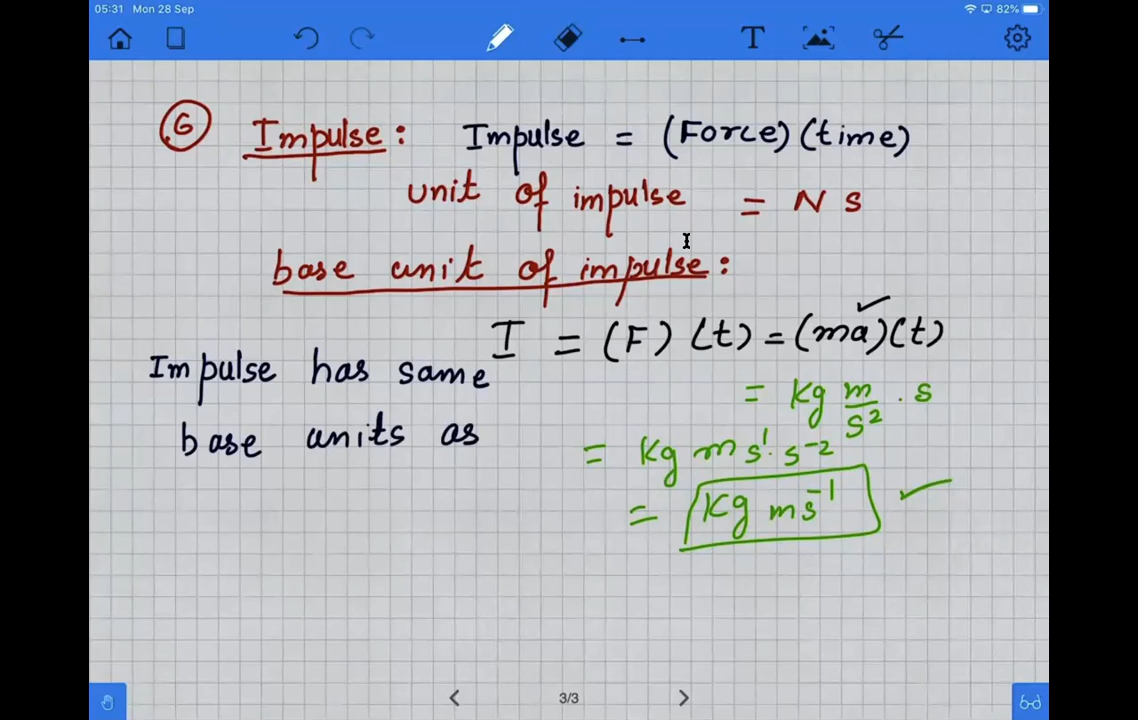 05:31 Mon 28 Sep
82%
T
6 Impulse: Impulse = (Force) (time)
unit of impulse = N s
base unit of impulse:
I = (F) (t) = (ma) (t)
Impulse has same
= kg m/s² . s
base units as
= kg m s¹. s⁻²
= kg m s⁻¹
3/3